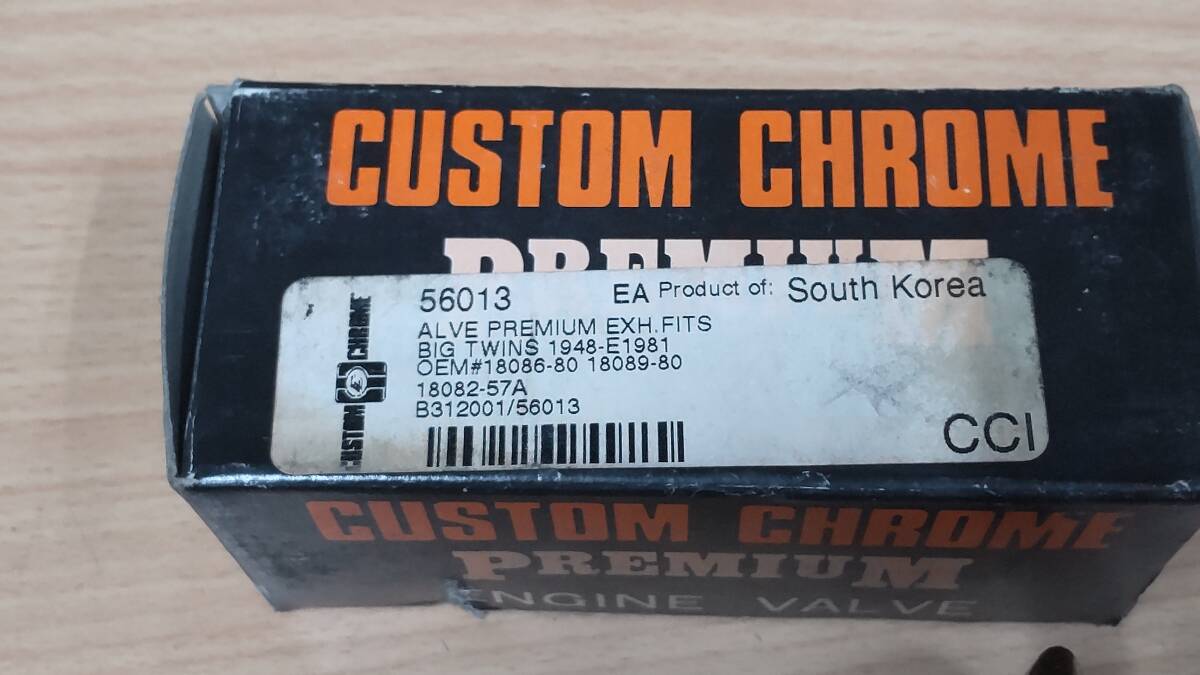 CUSTOM CHROME
PREMIUM
56013 EA Product of: South Korea
ALVE PREMIUM EXH.FITS
BIG TWINS 1948-E1981
OEM#18086-80 18089-80
18082-57A
B312001/56013
CUSTOM CHROME
CCI
CUSTOM CHROME
PREMIUM
ENGINE VALVE